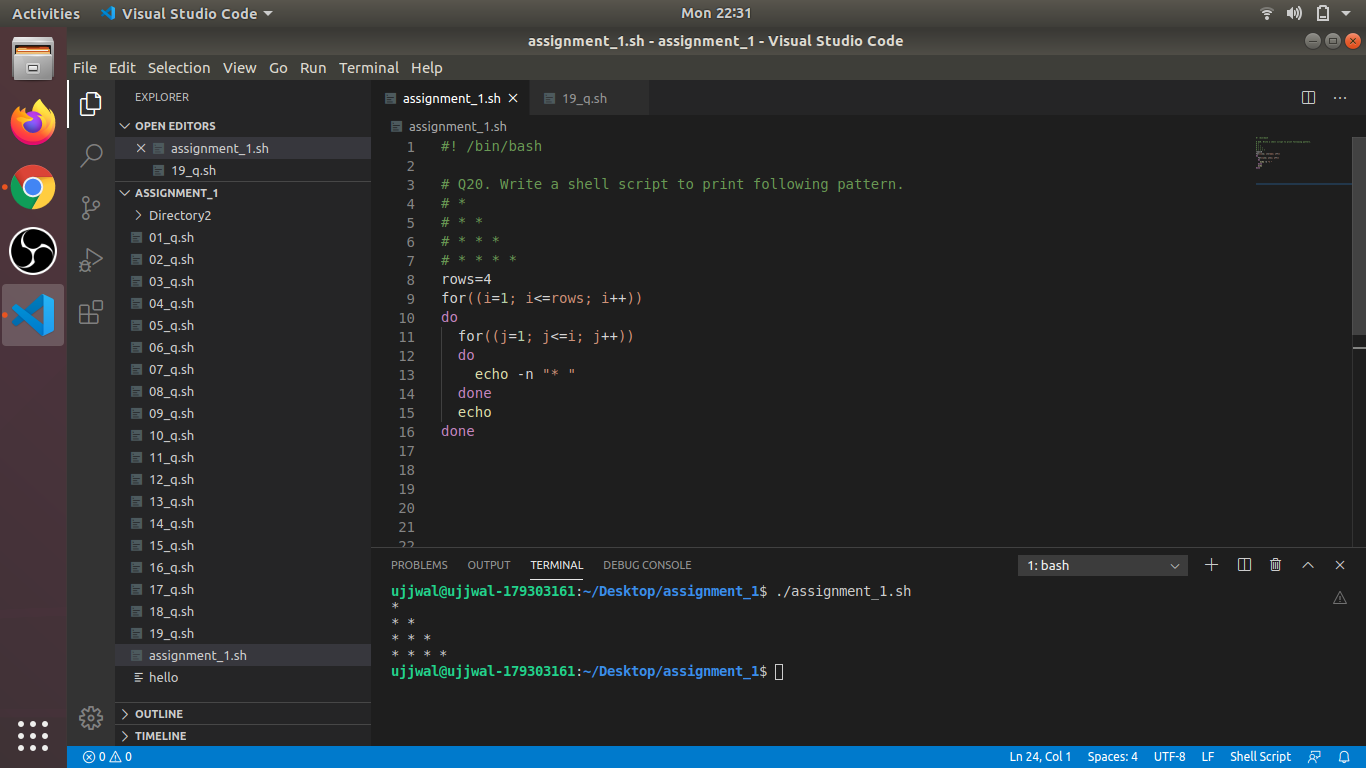 Activities
Visual Studio Code
Mon 22:31
assignment_1.sh - assignment_1 - Visual Studio Code
File Edit Selection View Go Run Terminal Help
EXPLORER
OPEN EDITORS
assignment_1.sh
19_q.sh
ASSIGNMENT_1
Directory2
01_q.sh
02_q.sh
03_q.sh
04_q.sh
05_q.sh
06_q.sh
07_q.sh
08_q.sh
09_q.sh
10_q.sh
11_q.sh
12_q.sh
13_q.sh
14_q.sh
15_q.sh
16_q.sh
17_q.sh
18_q.sh
19_q.sh
assignment_1.sh
hello
OUTLINE
TIMELINE
assignment_1.sh 19_q.sh
assignment_1.sh
1 #! /bin/bash
2
3 # Q20. Write a shell script to print following pattern.
4 # *
5 # * *
6 # * * *
7 # * * * *
8 rows=4
9 for((i=1; i<=rows; i++))
10 do
11 for((j=1; j<=i; j++))
12 do
13 echo -n "* "
14 done
15 echo
16 done
17
18
19
20
21
22
PROBLEMS OUTPUT TERMINAL DEBUG CONSOLE 1: bash
ujjwal@ujjwal-179303161:~/Desktop/assignment_1$ ./assignment_1.sh
*
* *
* * *
* * * *
ujjwal@ujjwal-179303161:~/Desktop/assignment_1$
0 0 Ln 24, Col 1 Spaces: 4 UTF-8 LF Shell Script